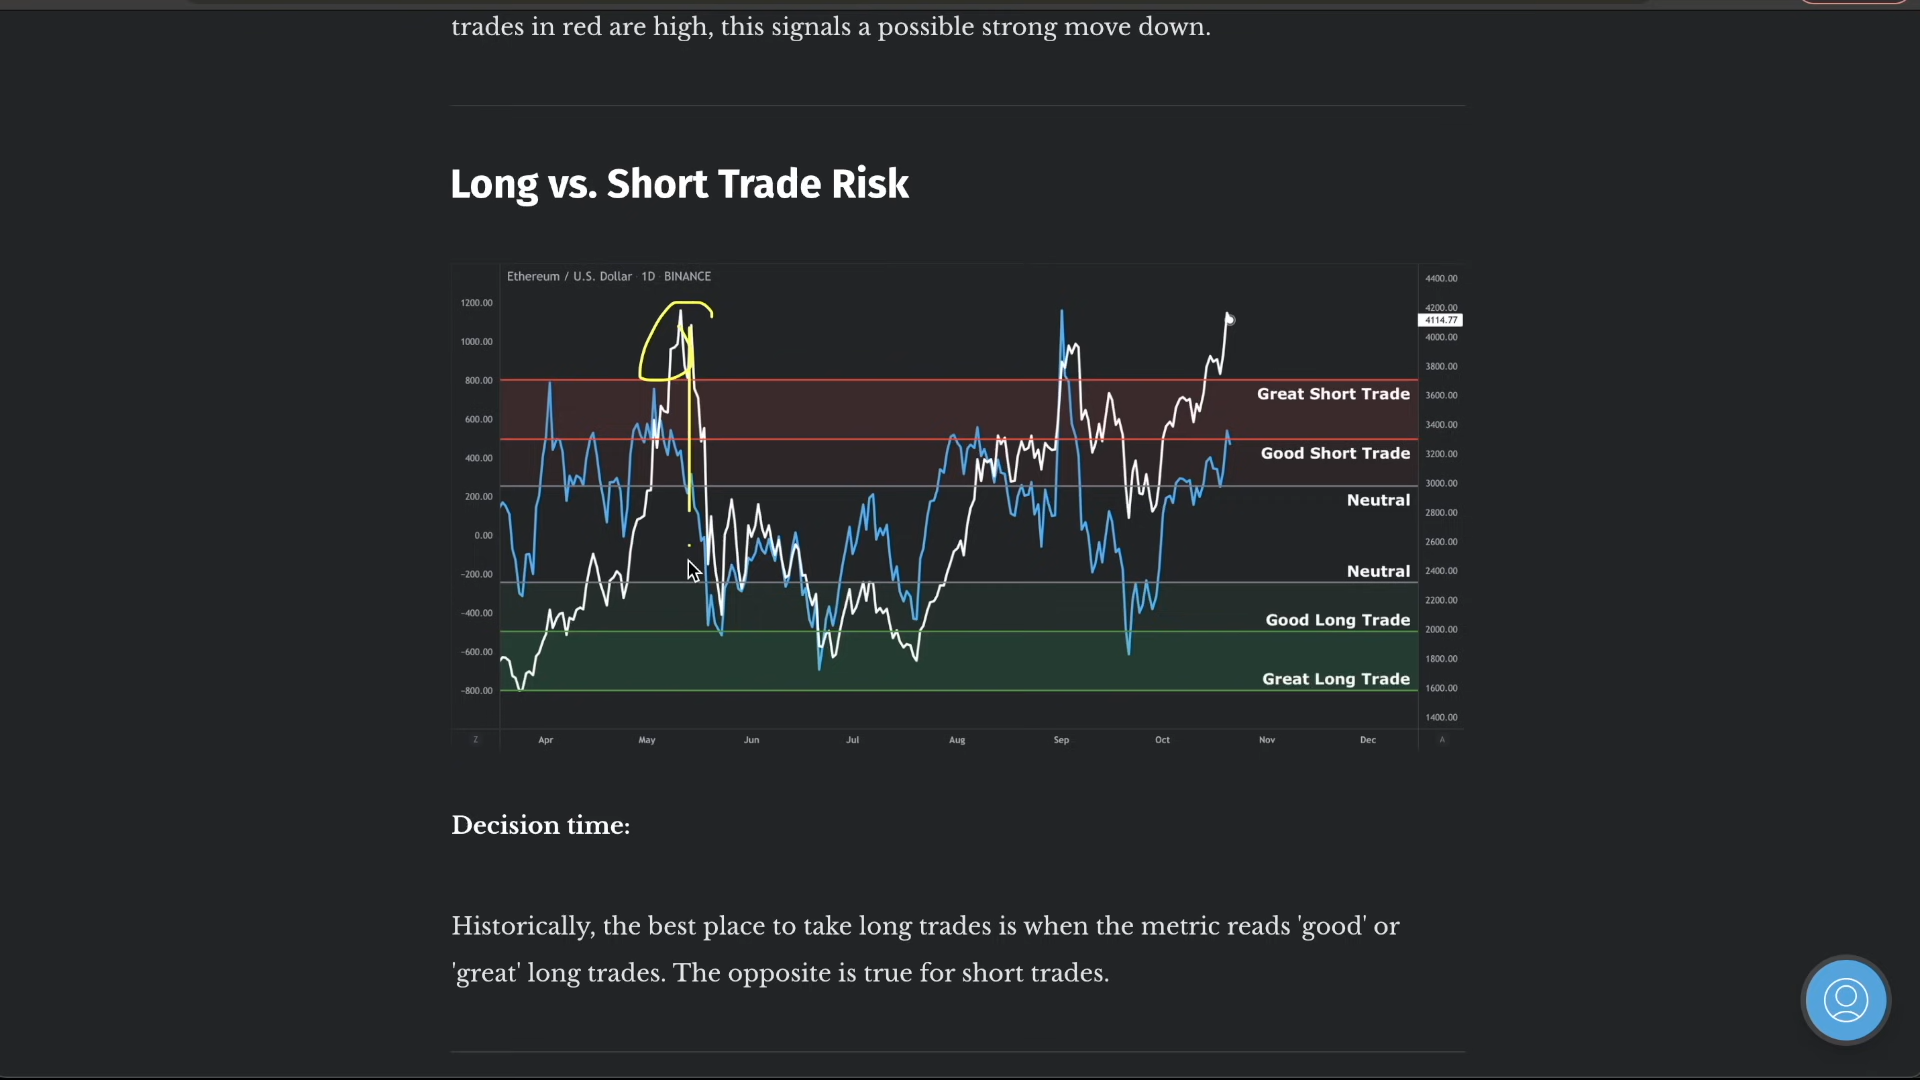 trades in red are high, this signals a possible strong move down.
Long vs. Short Trade Risk
Ethereum / U.S. Dollar · 1D · BINANCE
1200.00
1000.00
800.00
600.00
400.00
200.00
0.00
-200.00
-400.00
-600.00
-800.00
4400.00
4200.00
4114.77
4000.00
3800.00
3600.00
3400.00
3200.00
3000.00
2800.00
2600.00
2400.00
2200.00
2000.00
1800.00
1600.00
1400.00
Great Short Trade
Good Short Trade
Neutral
Neutral
Good Long Trade
Great Long Trade
Z Apr May Jun Jul Aug Sep Oct Nov Dec A
Decision time:
Historically, the best place to take long trades is when the metric reads 'good' or
'great' long trades. The opposite is true for short trades.